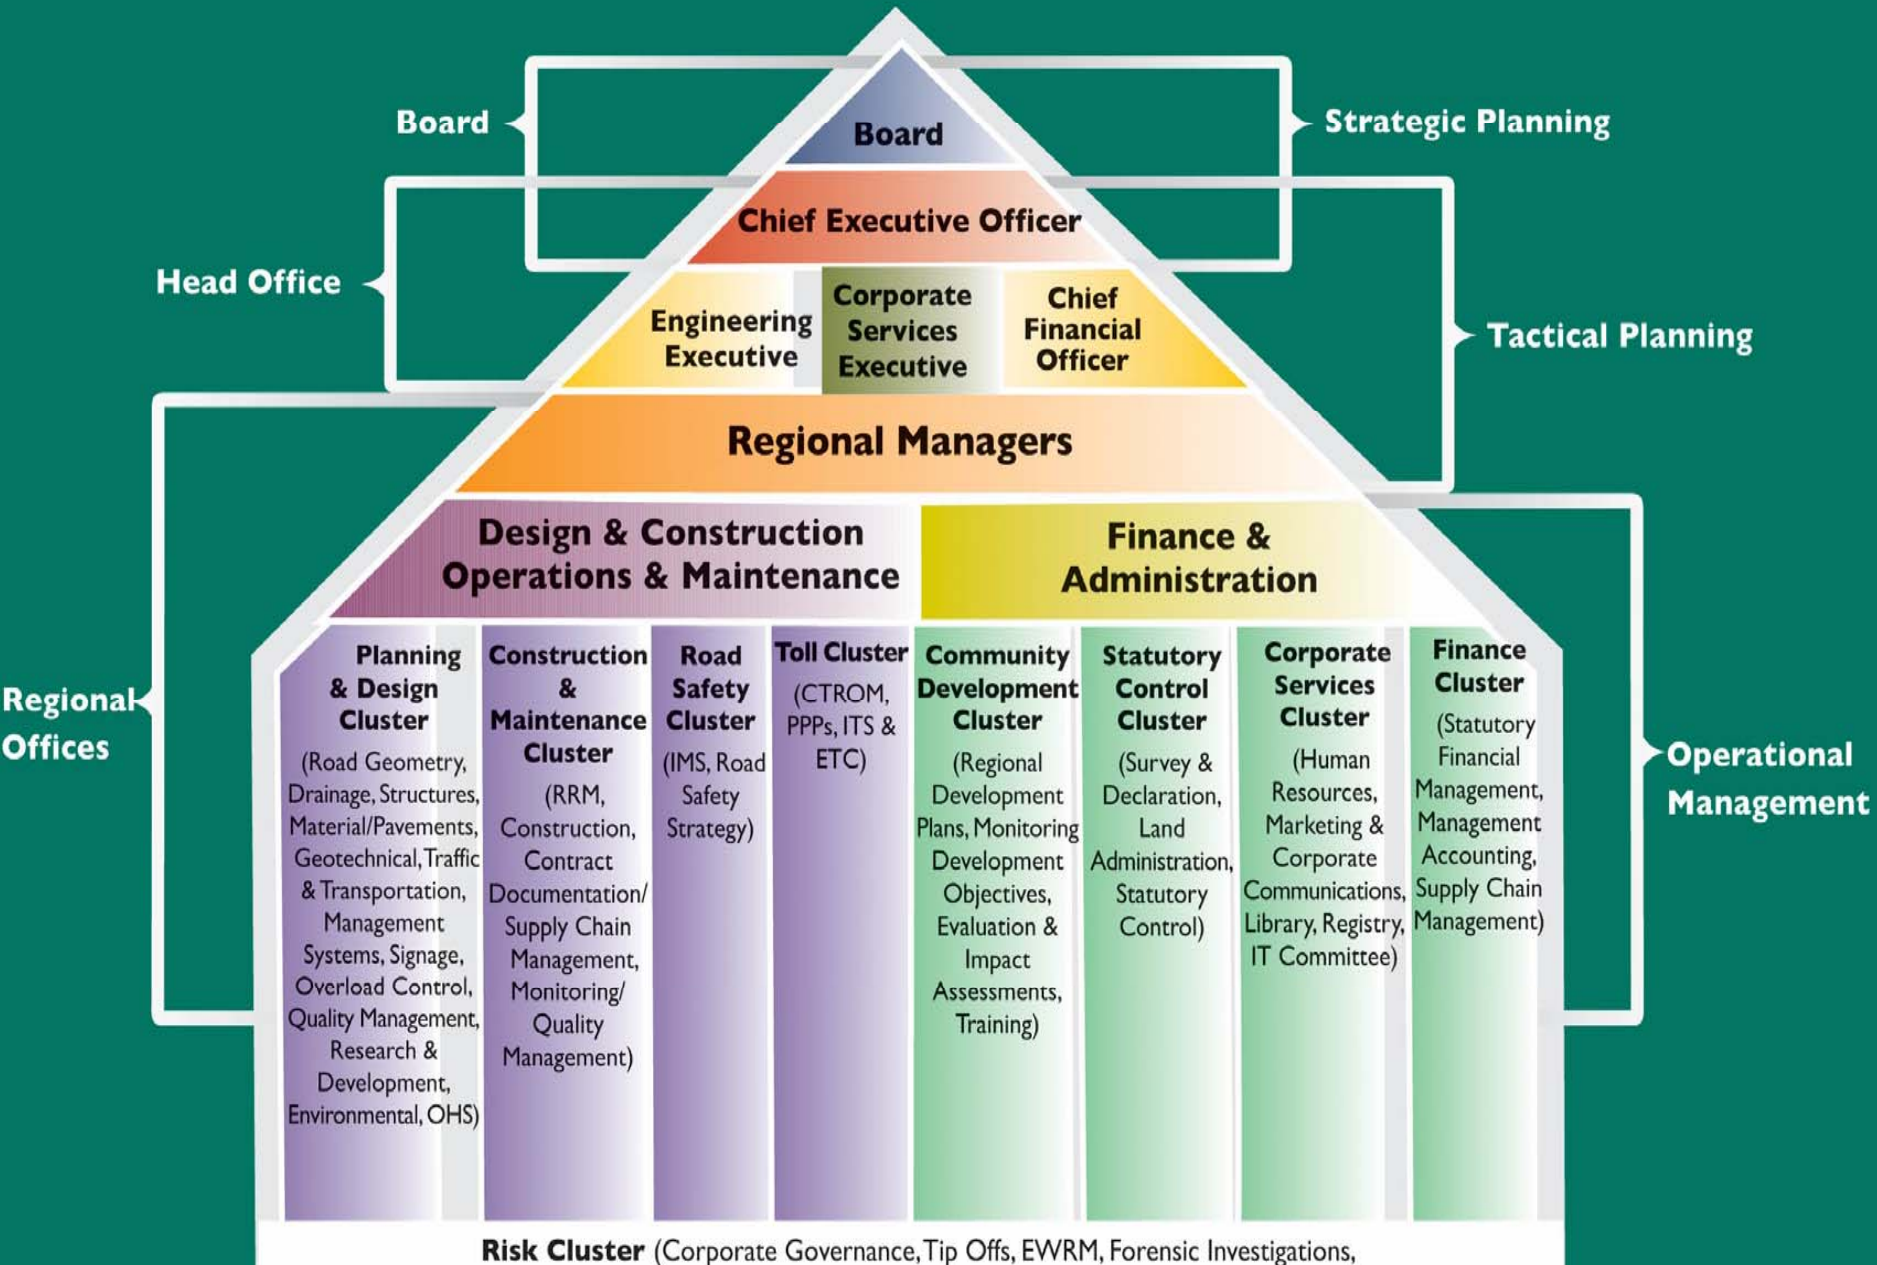 Board
Strategic Planning
Board
Chief Executive Officer
Head Office
Tactical Planning
Engineering
Executive
Corporate
Services
Executive
Chief
Financial
Officer
Regional Managers
Design & Construction
Operations & Maintenance
Finance &
Administration
Regional
Offices
Operational
Management
Planning
& Design
Cluster
(Road Geometry,
Drainage, Structures,
Material/Pavements,
Geotechnical, Traffic
& Transportation,
Management
Systems, Signage,
Overload Control,
Quality Management,
Research &
Development,
Environmental, OHS)
Construction
&
Maintenance
Cluster
(RRM,
Construction,
Contract
Documentation/
Supply Chain
Management,
Monitoring/
Quality
Management)
Road
Safety
Cluster
(IMS, Road
Safety
Strategy)
Toll Cluster
(CTROM,
PPPs, ITS &
ETC)
Community
Development
Cluster
(Regional
Development
Plans, Monitoring
Development
Objectives,
Evaluation &
Impact
Assessments,
Training)
Statutory
Control
Cluster
(Survey &
Declaration,
Land
Administration,
Statutory
Control)
Corporate
Services
Cluster
(Human
Resources,
Marketing &
Corporate
Communications,
Library, Registry,
IT Committee)
Finance
Cluster
(Statutory
Financial
Management,
Management
Accounting,
Supply Chain
Management)
Risk Cluster (Corporate Governance, Tip Offs, EWRM, Forensic Investigations,